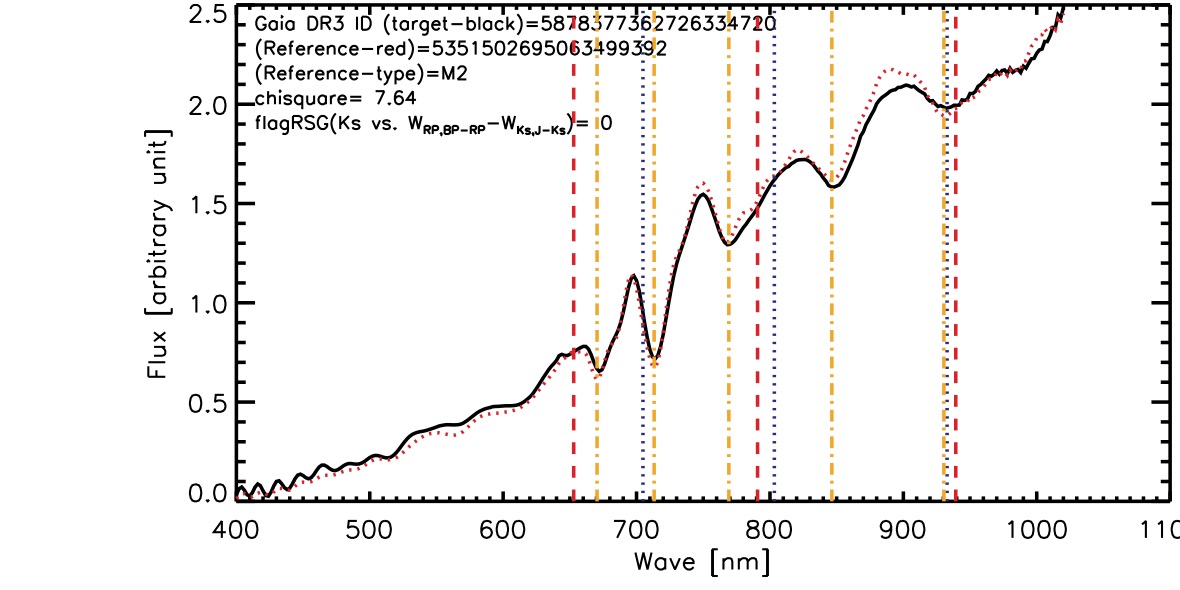 2.5
Gaia DR3 ID (target-black)=5878377362726334720
(Reference-red)=5351502695063499392
(Reference-type)=M2
chisquare= 7.64
flagRSG(Ks vs. W_RP,BP-RP-W_Ks,J-Ks)= 0
2.0
1.5
1.0
0.5
0.0
Flux [arbitrary unit]
400 500 600 700 800 900 1000 110
Wave [nm]